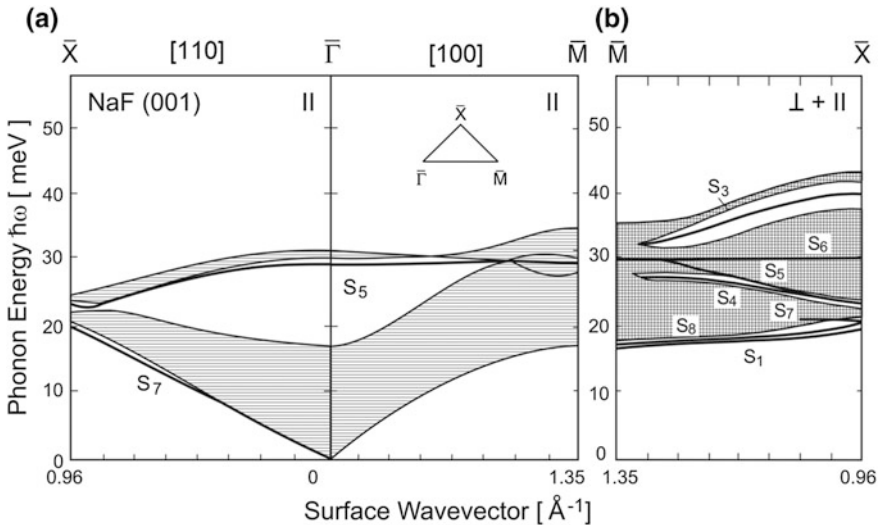 (a)
(b)
X̄ [110] Γ̄ [100] M̄
M̄ X̄
NaF (001) II
II
⊥ + II
X̄
Γ̄ M̄
S₅
S₇
S₃
S₆
S₅
S₄
S₇
S₈
S₁
50
40
30
20
10
0
50
40
30
20
10
0
Phonon Energy ħω [ meV ]
0.96 0 1.35
1.35 0.96
Surface Wavevector [ Å⁻¹ ]